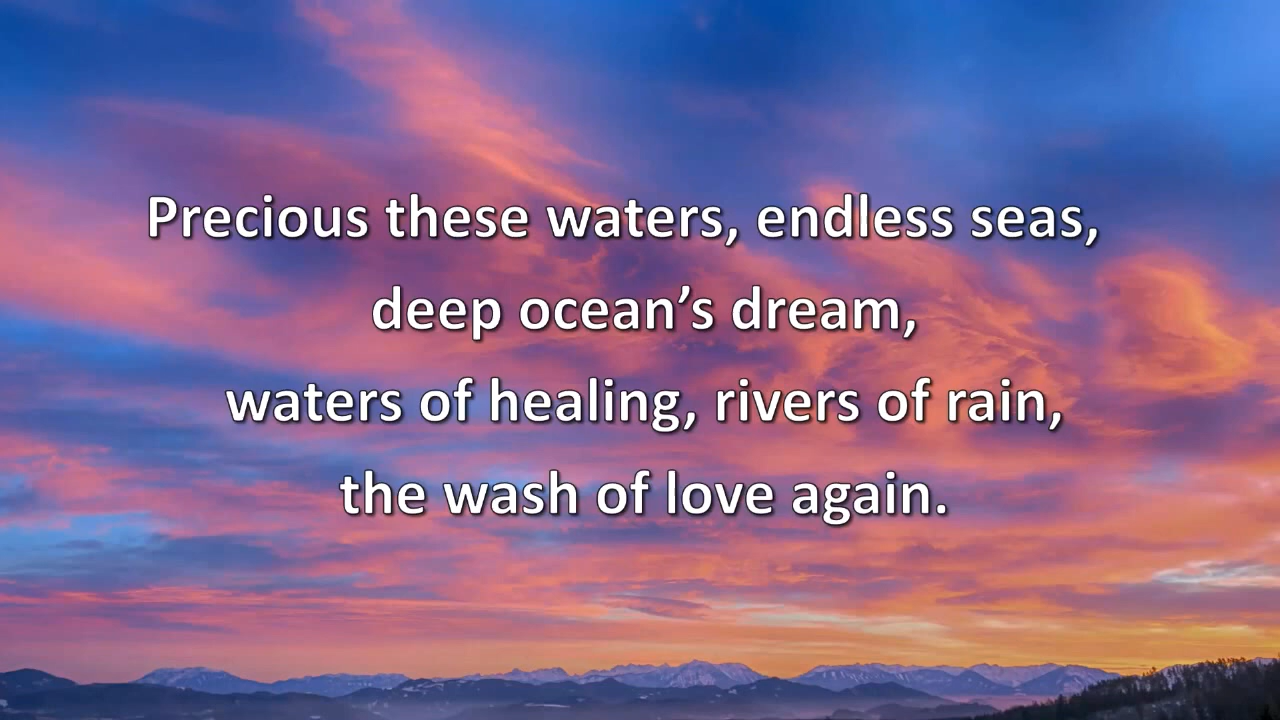 Precious these waters, endless seas,
deep ocean’s dream,
waters of healing, rivers of rain,
the wash of love again.